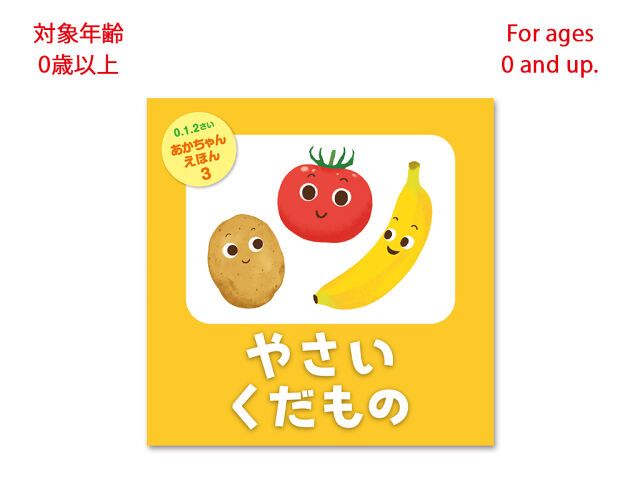 対象年齢
0歳以上
For ages
0 and up.
0.1.2さい
あかちゃん
えほん
3
やさい
くだもの